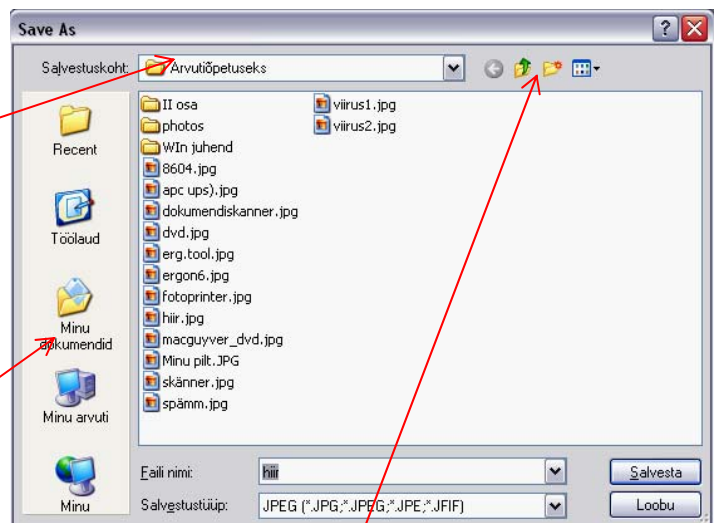 Save As
Salvestuskoht: Arvutiõpetuseks
Recent
Töölaud
Minu
dokumendid
Minu arvuti
Minu
II osa
photos
WIn juhend
8604.jpg
apc ups).jpg
dokumendiskanner.jpg
dvd.jpg
erg.tool.jpg
ergon6.jpg
fotoprinter.jpg
hiir.jpg
macguyver_dvd.jpg
Minu pilt.JPG
skänner.jpg
spämm.jpg
viirus1.jpg
viirus2.jpg
Faili nimi: hiir
Salvesta
Salvestustüüp: JPEG (*.JPG;*.JPEG;*.JPE;*.JFIF)
Loobu